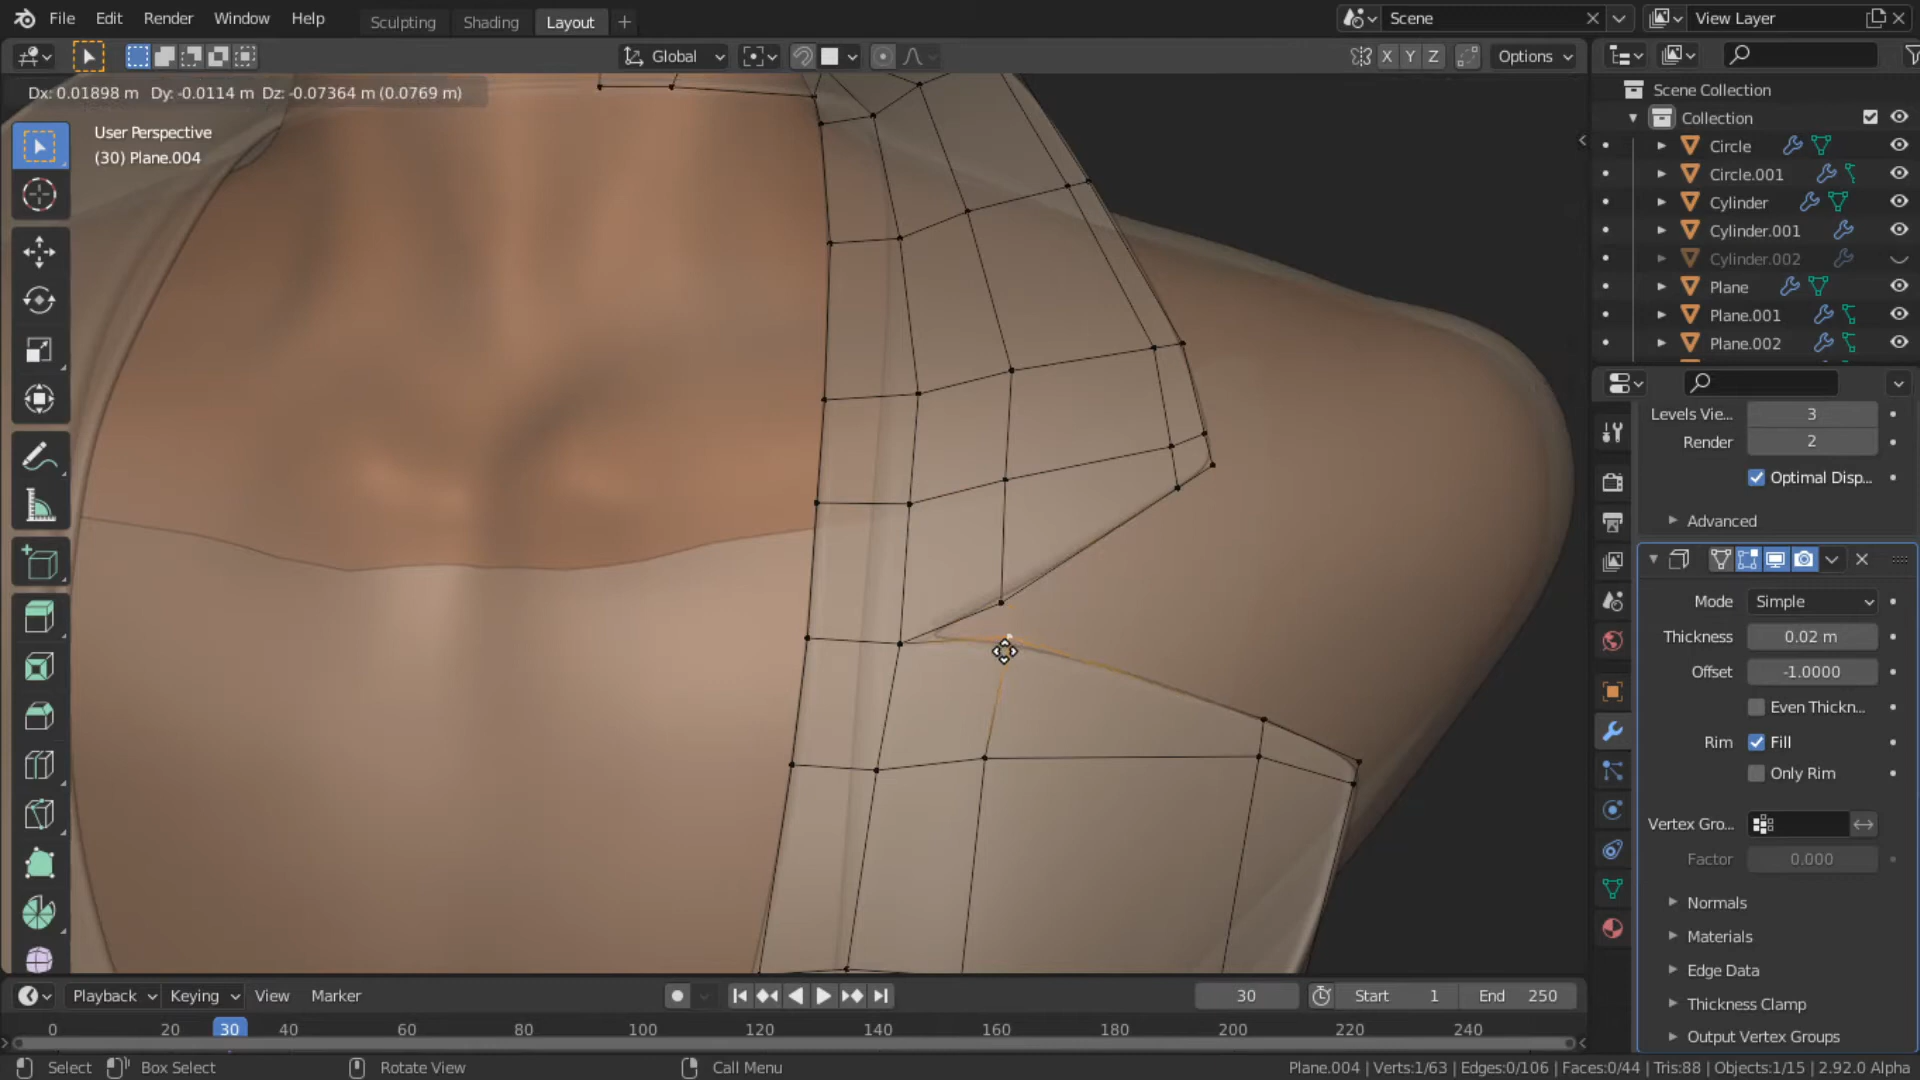 File Edit Render Window Help Sculpting Shading Layout + Scene View Layer
Global X Y Z Options
Dx: 0.01898 m Dy: -0.0114 m Dz: -0.07364 m (0.0769 m)
User Perspective
(30) Plane.004
Scene Collection
Collection
Circle
Circle.001
Cylinder
Cylinder.001
Cylinder.002
Plane
Plane.001
Plane.002
Levels Vie... 3
Render 2
Optimal Disp...
Advanced
Mode Simple
Thickness 0.02 m
Offset -1.0000
Even Thickn...
Rim Fill
Only Rim
Vertex Gro...
Factor 0.000
Normals
Materials
Edge Data
Thickness Clamp
Output Vertex Groups
Playback Keying View Marker 30 Start 1 End 250
0 20 30 40 60 80 100 120 140 160 180 200 220 240
Select Box Select Rotate View Call Menu Plane.004 | Verts:1/63 | Edges:0/106 | Faces:0/44 | Tris:88 | Objects:1/15 | 2.92.0 Alpha